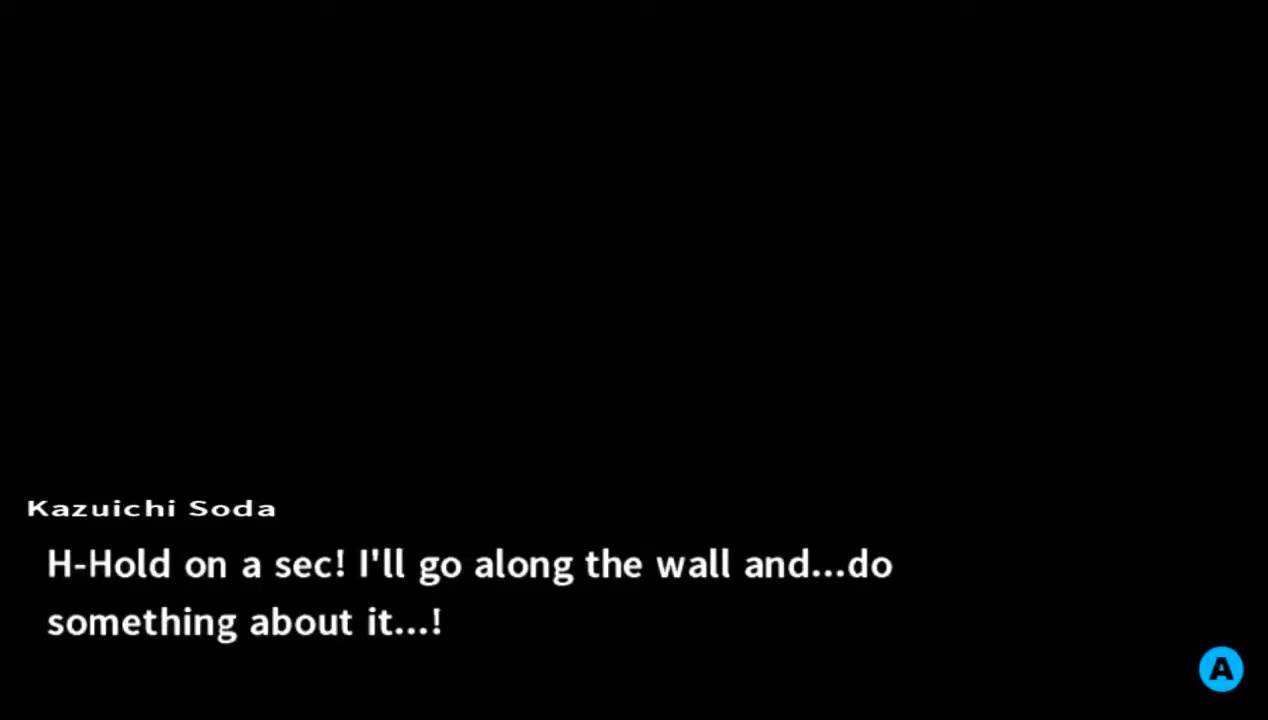 Kazuichi Soda
H-Hold on a sec! I'll go along the wall and...do
something about it...!
A